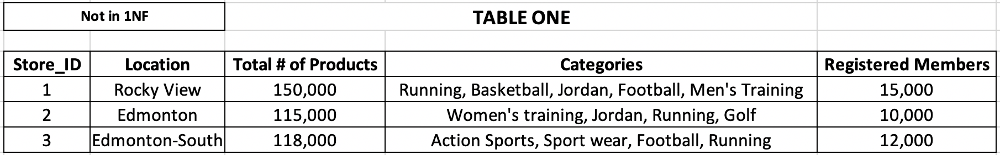 Not in 1NF TABLE ONE
Store_ID Location Total # of Products Categories Registered Members
1 Rocky View 150,000 Running, Basketball, Jordan, Football, Men's Training 15,000
2 Edmonton 115,000 Women's training, Jordan, Running, Golf 10,000
3 Edmonton-South 118,000 Action Sports, Sport wear, Football, Running 12,000